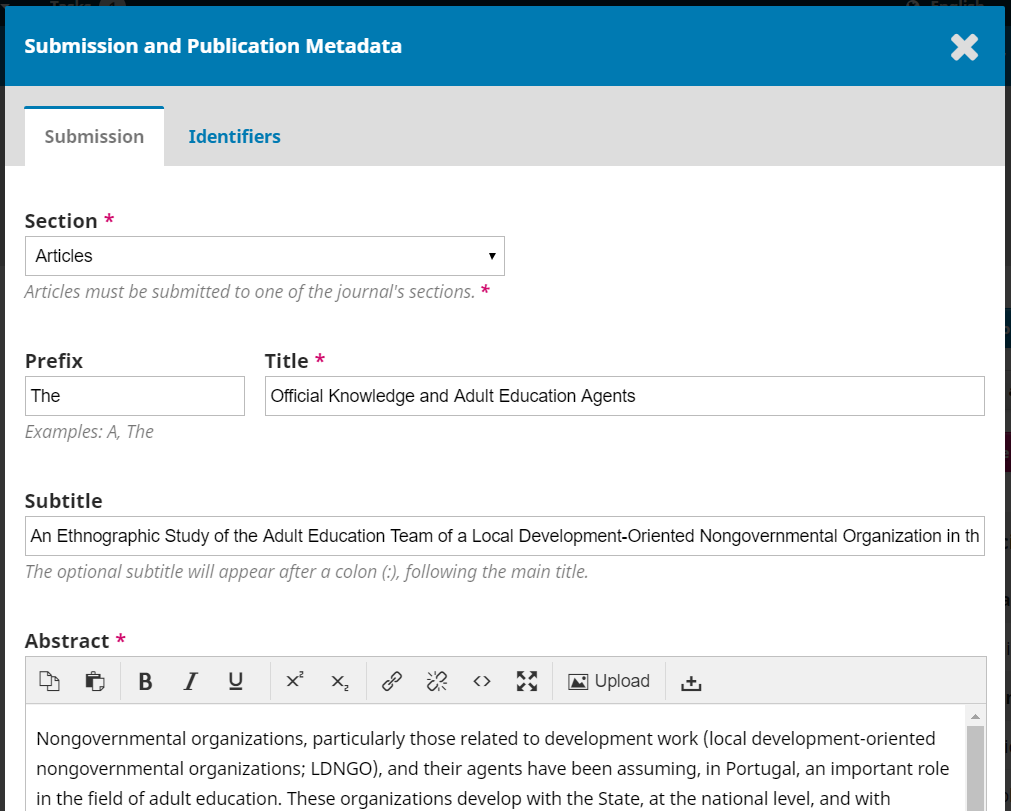 Submission and Publication Metadata
Submission Identifiers
Section *
Articles
Articles must be submitted to one of the journal's sections. *
Prefix Title *
The Official Knowledge and Adult Education Agents
Examples: A, The
Subtitle
An Ethnographic Study of the Adult Education Team of a Local Development-Oriented Nongovernmental Organization in th
The optional subtitle will appear after a colon (:), following the main title.
Abstract *
B I U x² x₂ <> Upload
Nongovernmental organizations, particularly those related to development work (local development-oriented
nongovernmental organizations; LDNGO), and their agents have been assuming, in Portugal, an important role
in the field of adult education. These organizations develop with the State, at the national level, and with